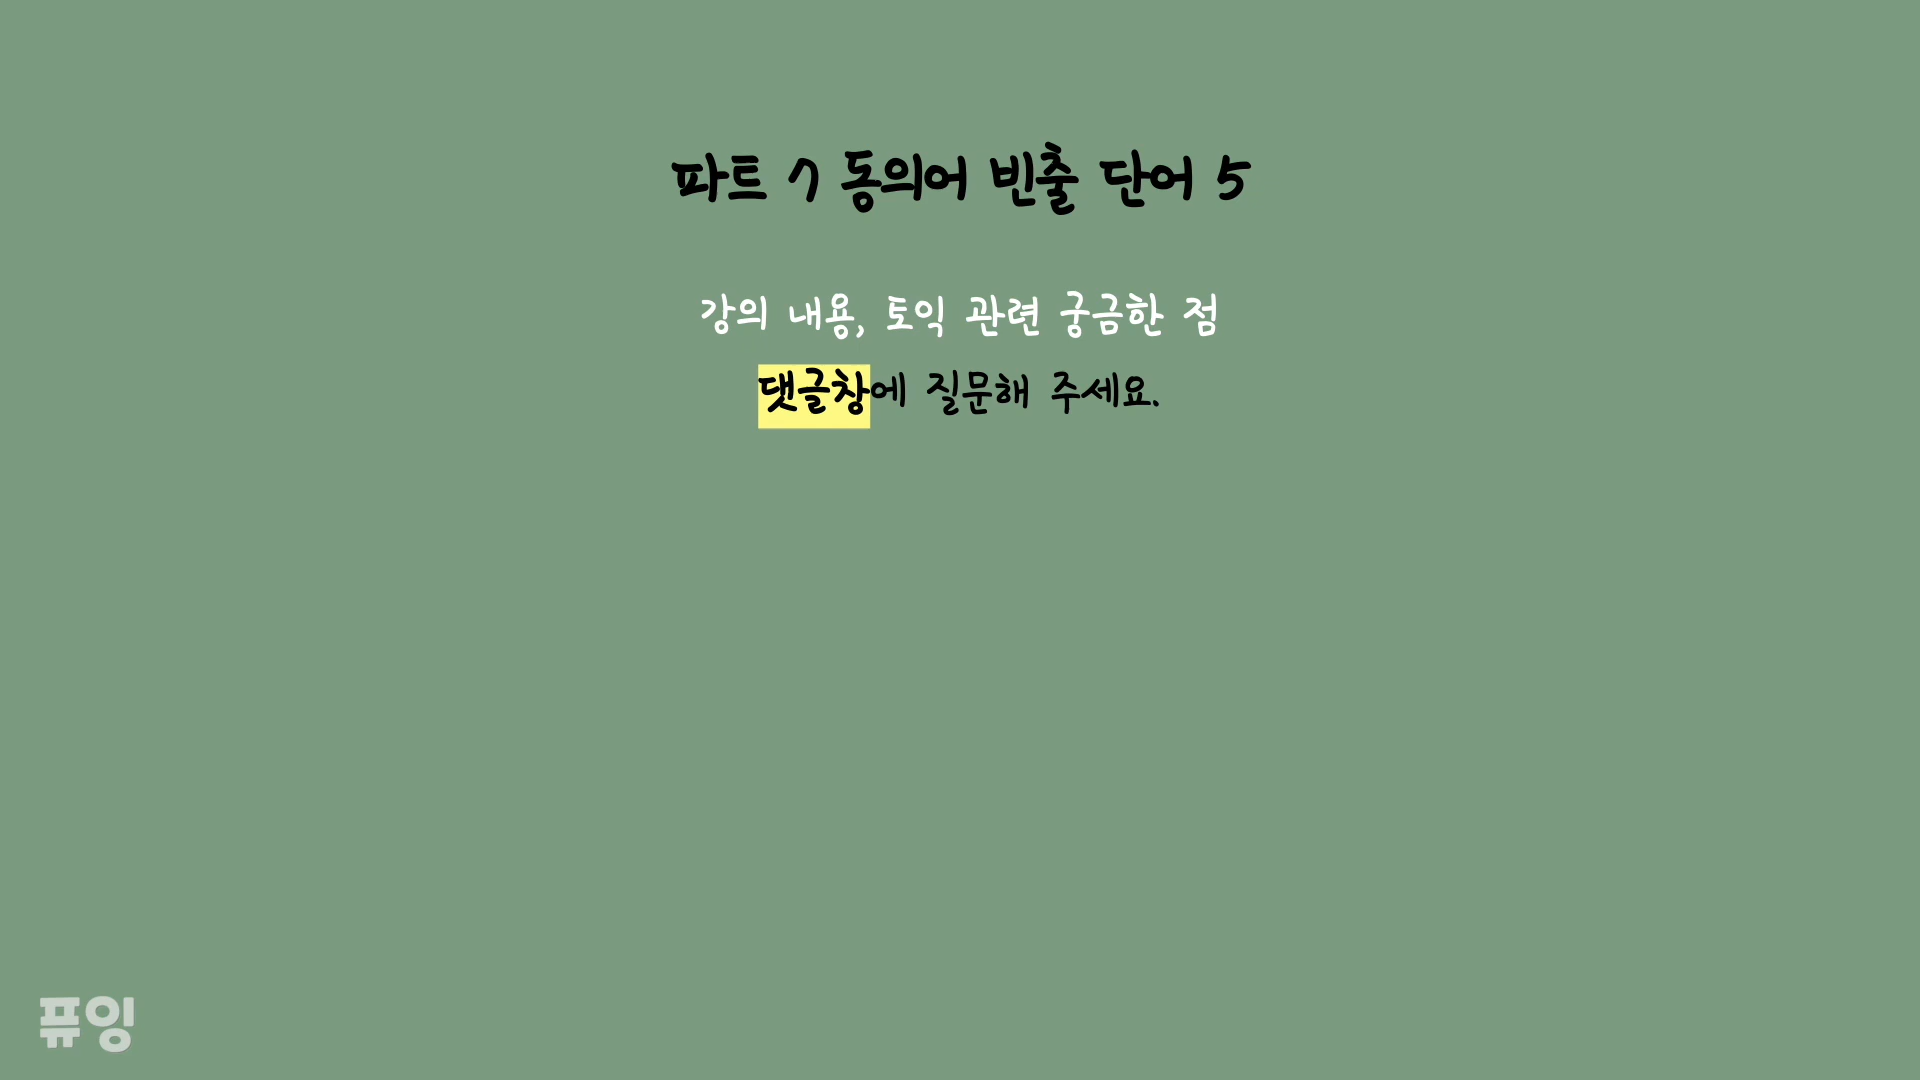 파트 7 동의어 빈출 단어 5
강의 내용, 토익 관련 궁금한 점
댓글창에 질문해 주세요.
퓨잉